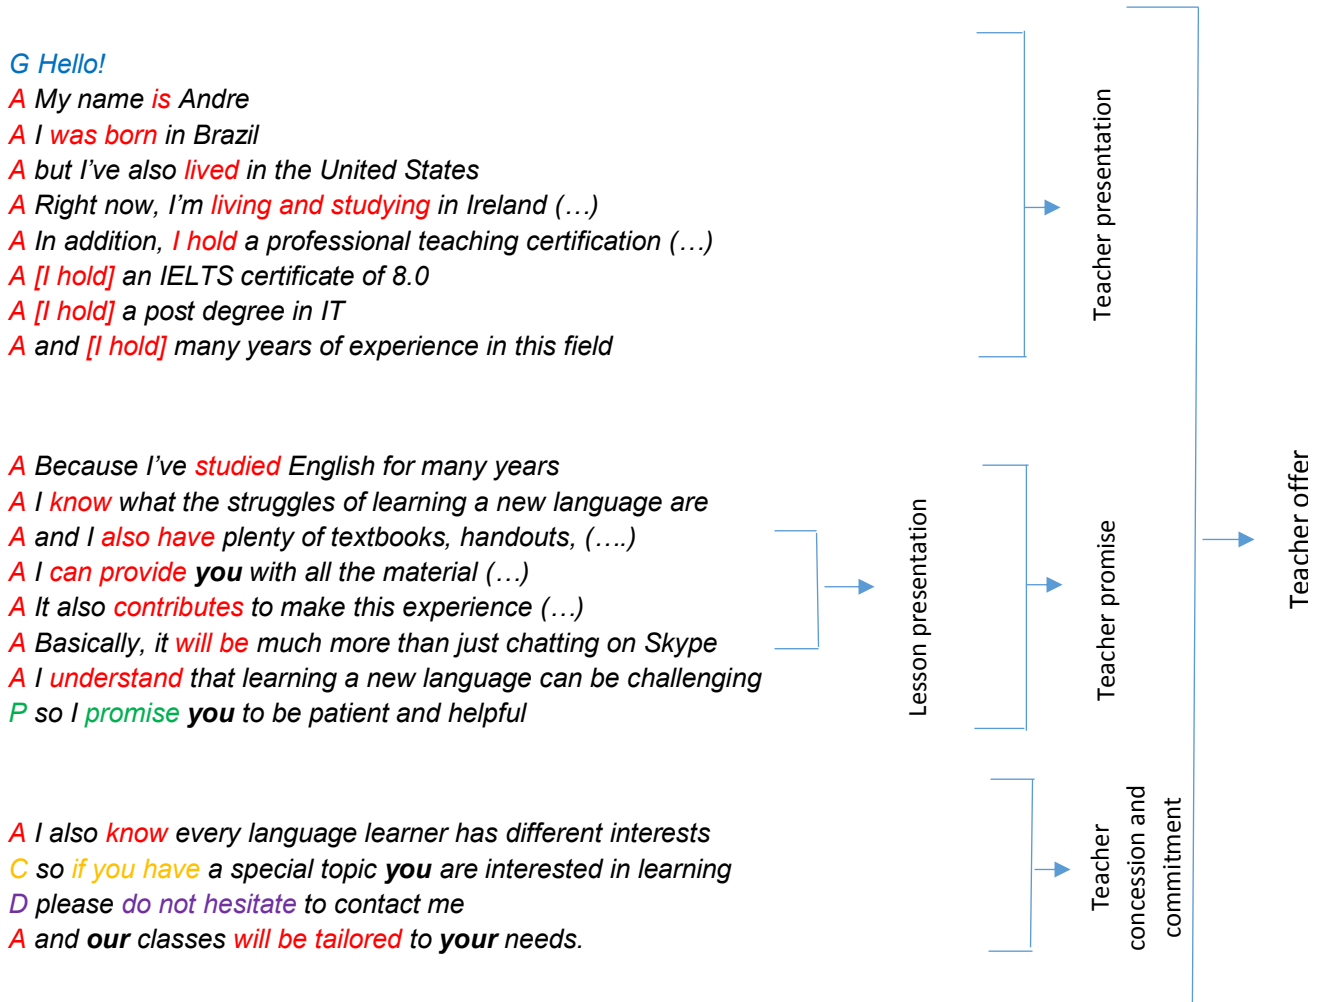 G Hello!
A My name is Andre
A I was born in Brazil
A but I’ve also lived in the United States
A Right now, I’m living and studying in Ireland (…)
A In addition, I hold a professional teaching certification (…)
A [I hold] an IELTS certificate of 8.0
A [I hold] a post degree in IT
A and [I hold] many years of experience in this field
Teacher presentation
A Because I’ve studied English for many years
A I know what the struggles of learning a new language are
A and I also have plenty of textbooks, handouts, (….)
A I can provide you with all the material (…)
A It also contributes to make this experience (…)
A Basically, it will be much more than just chatting on Skype
A I understand that learning a new language can be challenging
P so I promise you to be patient and helpful
Lesson presentation
Teacher promise
A I also know every language learner has different interests
C so if you have a special topic you are interested in learning
D please do not hesitate to contact me
A and our classes will be tailored to your needs.
Teacher
concession and
commitment
Teacher offer